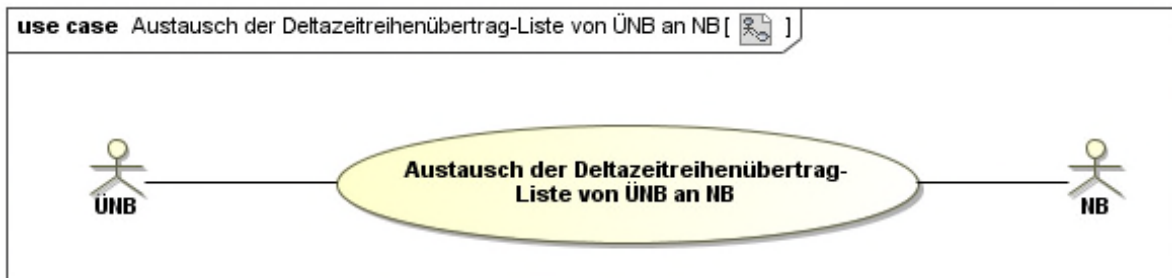 use case Austausch der Deltazeitreihenübertrag-Liste von ÜNB an NB [ ]
Austausch der Deltazeitreihenübertrag-
Liste von ÜNB an NB
ÜNB
NB